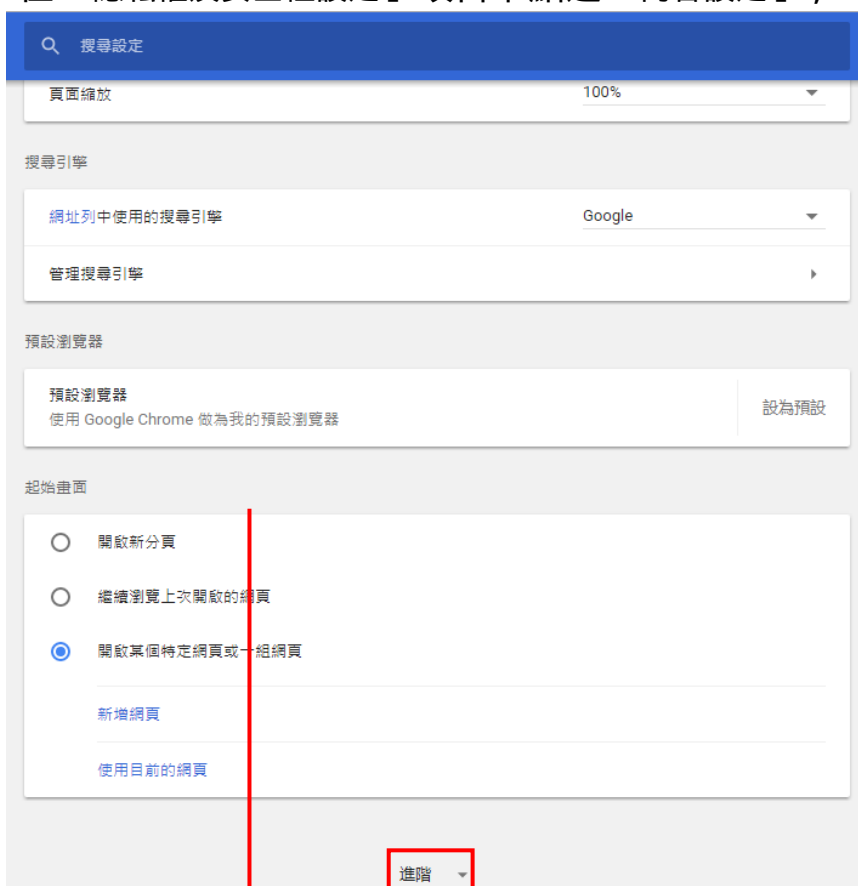 搜尋設定
頁面縮放 100%
搜尋引擎
網址列中使用的搜尋引擎 Google
管理搜尋引擎
預設瀏覽器
預設瀏覽器
使用 Google Chrome 做為我的預設瀏覽器 設為預設
起始畫面
開啟新分頁
繼續瀏覽上次開啟的網頁
開啟某個特定網頁或一組網頁
新增網頁
使用目前的網頁
進階